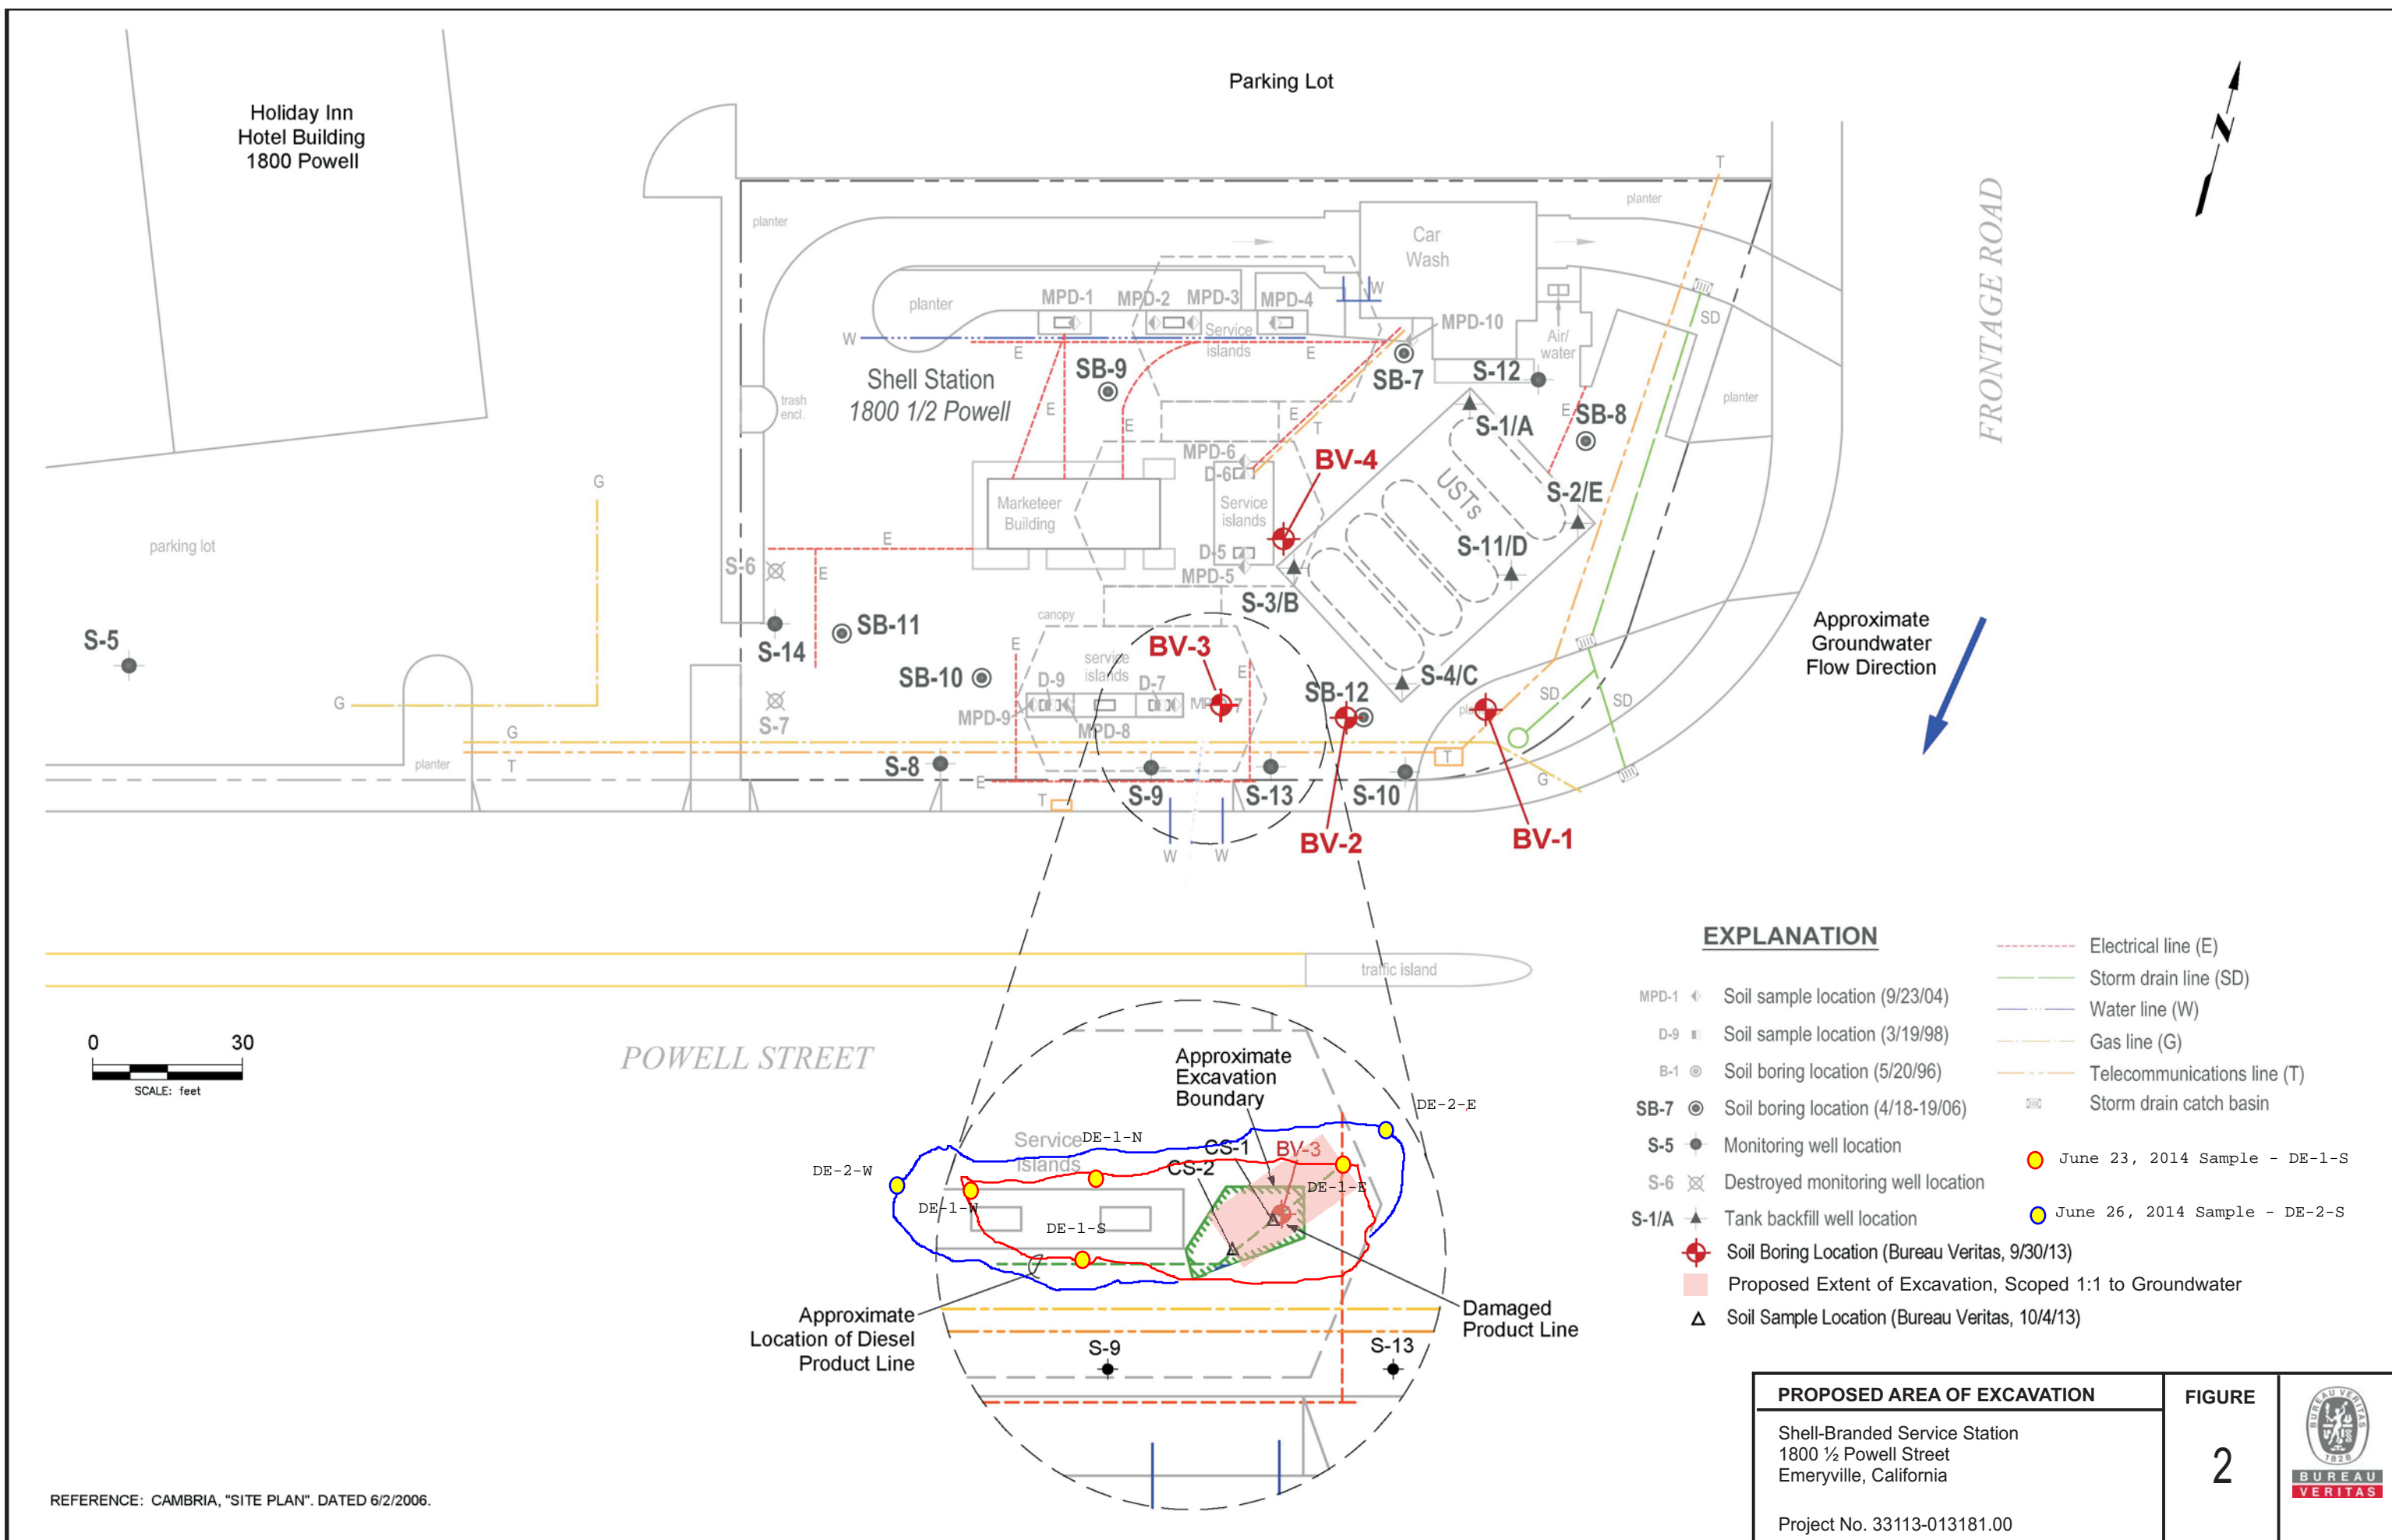 Parking Lot
Holiday Inn
Hotel Building
1800 Powell
N
T
planter
planter
Car
Wash
FRONTAGE ROAD
planter
MPD-1
MPD-2
MPD-3
MPD-4
W
SD
MPD-10
Service
islands
Air/
water
W
E
E
SB-9
SB-7
S-12
Shell Station
1800 1/2 Powell
trash
encl.
planter
E
E
E
T
E
SB-8
S-1/A
MPD-6
D-6
BV-4
G
USTs
S-2/E
Marketeer
Building
Service
islands
parking lot
E
S-11/D
D-5
S-6
E
MPD-5
S-3/B
canopy
Approximate
Groundwater
Flow Direction
SB-11
S-5
S-14
E
BV-3
service
islands
E
SB-10
D-9
D-7
S-4/C
SB-12
SD
SD
G
MPD-9
S-7
MPD-8
G
T
planter
T
S-8
E
T
S-9
S-13
S-10
G
BV-2
BV-1
W
W
traffic island
POWELL STREET
0
30
SCALE: feet
EXPLANATION
MPD-1
Soil sample location (9/23/04)
D-9
Soil sample location (3/19/98)
B-1
Soil boring location (5/20/96)
SB-7
Soil boring location (4/18-19/06)
S-5
Monitoring well location
S-6
Destroyed monitoring well location
S-1/A
Tank backfill well location
Soil Boring Location (Bureau Veritas, 9/30/13)
Proposed Extent of Excavation, Scoped 1:1 to Groundwater
Soil Sample Location (Bureau Veritas, 10/4/13)
Electrical line (E)
Storm drain line (SD)
Water line (W)
Gas line (G)
Telecommunications line (T)
Storm drain catch basin
June 23, 2014 Sample - DE-1-S
June 26, 2014 Sample - DE-2-S
Approximate
Excavation
Boundary
DE-2-E
Service
islands
DE-1-N
CS-1
BV-3
CS-2
DE-2-W
DE-1-W
DE-1-E
DE-1-S
Approximate
Location of Diesel
Product Line
Damaged
Product Line
S-9
S-13
REFERENCE: CAMBRIA, "SITE PLAN". DATED 6/2/2006.
PROPOSED AREA OF EXCAVATION
Shell-Branded Service Station
1800 ½ Powell Street
Emeryville, California
Project No. 33113-013181.00
FIGURE
2
BUREAU VERITAS
1828
BUREAU
VERITAS